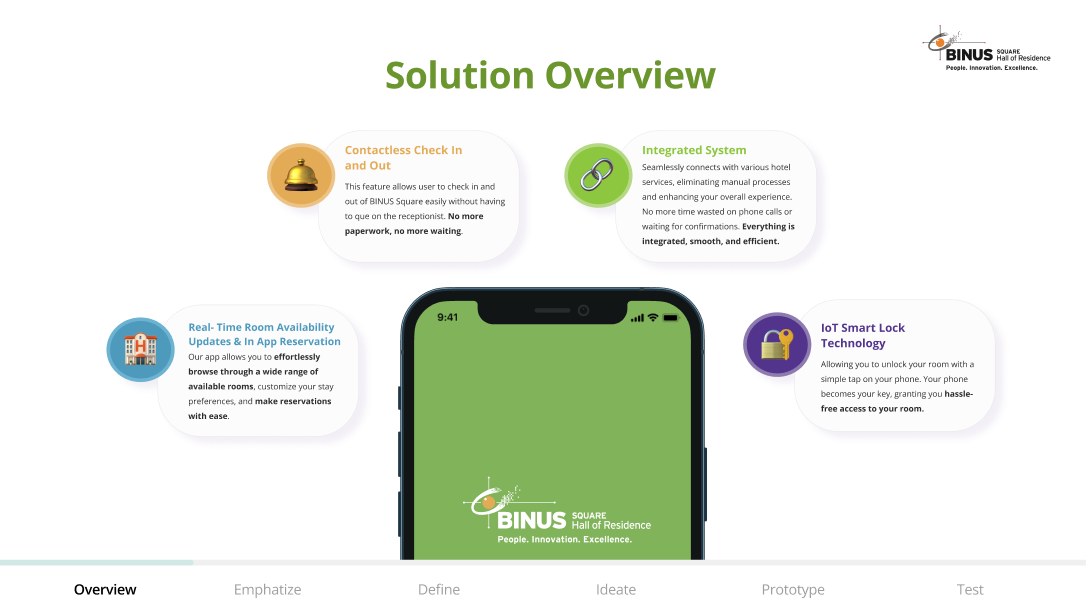 BINUS SQUARE
Hall of Residence
People. Innovation. Excellence.
Solution Overview
Contactless Check In
and Out
This feature allows user to check in and
out of BINUS Square easily without having
to que on the receptionist. No more
paperwork, no more waiting.
Integrated System
Seamlessly connects with various hotel
services, eliminating manual processes
and enhancing your overall experience.
No more time wasted on phone calls or
waiting for confirmations. Everything is
integrated, smooth, and efficient.
Real- Time Room Availability
Updates & In App Reservation
Our app allows you to effortlessly
browse through a wide range of
available rooms, customize your stay
preferences, and make reservations
with ease.
9:41
IoT Smart Lock
Technology
Allowing you to unlock your room with a
simple tap on your phone. Your phone
becomes your key, granting you hassle-
free access to your room.
BINUS SQUARE
Hall of Residence
People. Innovation. Excellence.
Overview
Emphatize
Define
Ideate
Prototype
Test